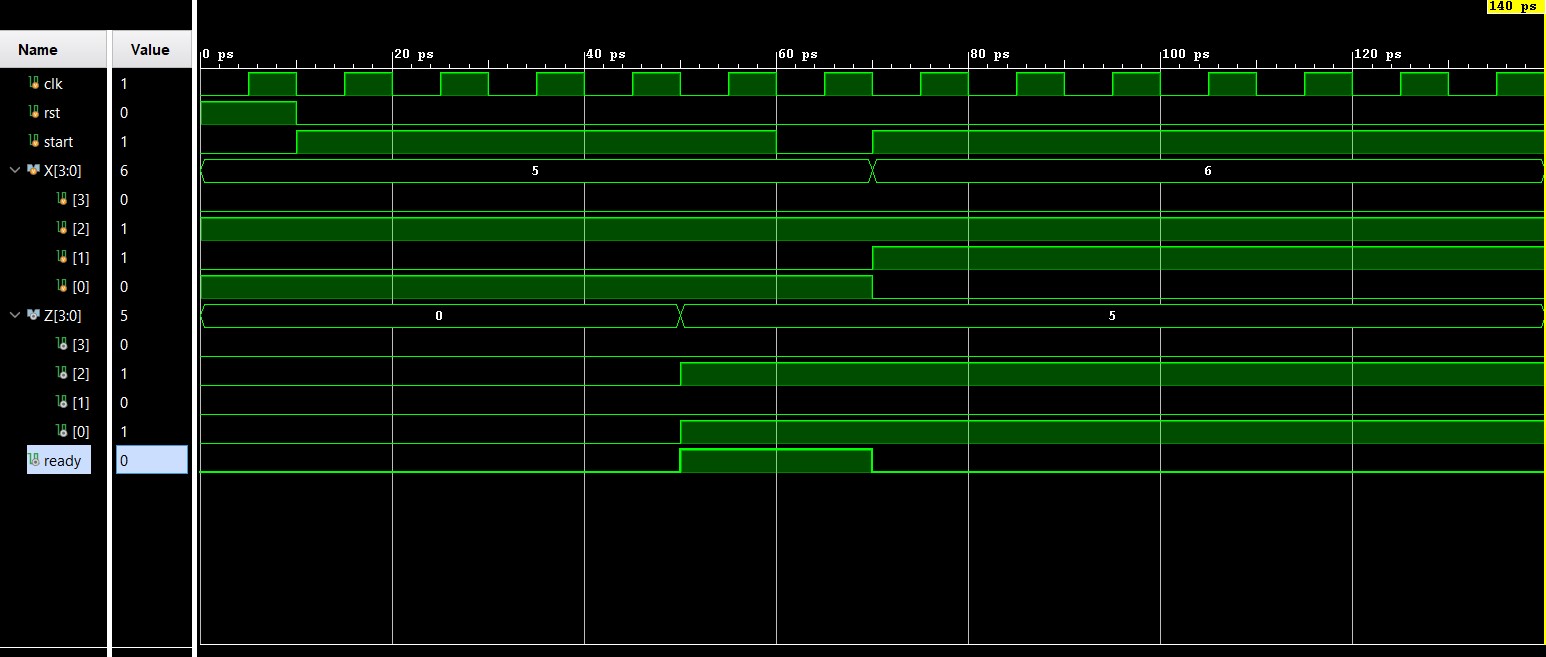 140 ps
Name Value
0 ps 20 ps 40 ps 60 ps 80 ps 100 ps 120 ps
clk 1
rst 0
start 1
X[3:0] 6 5 6
[3] 0
[2] 1
[1] 1
[0] 0
Z[3:0] 5 0 5
[3] 0
[2] 1
[1] 0
[0] 1
ready 0